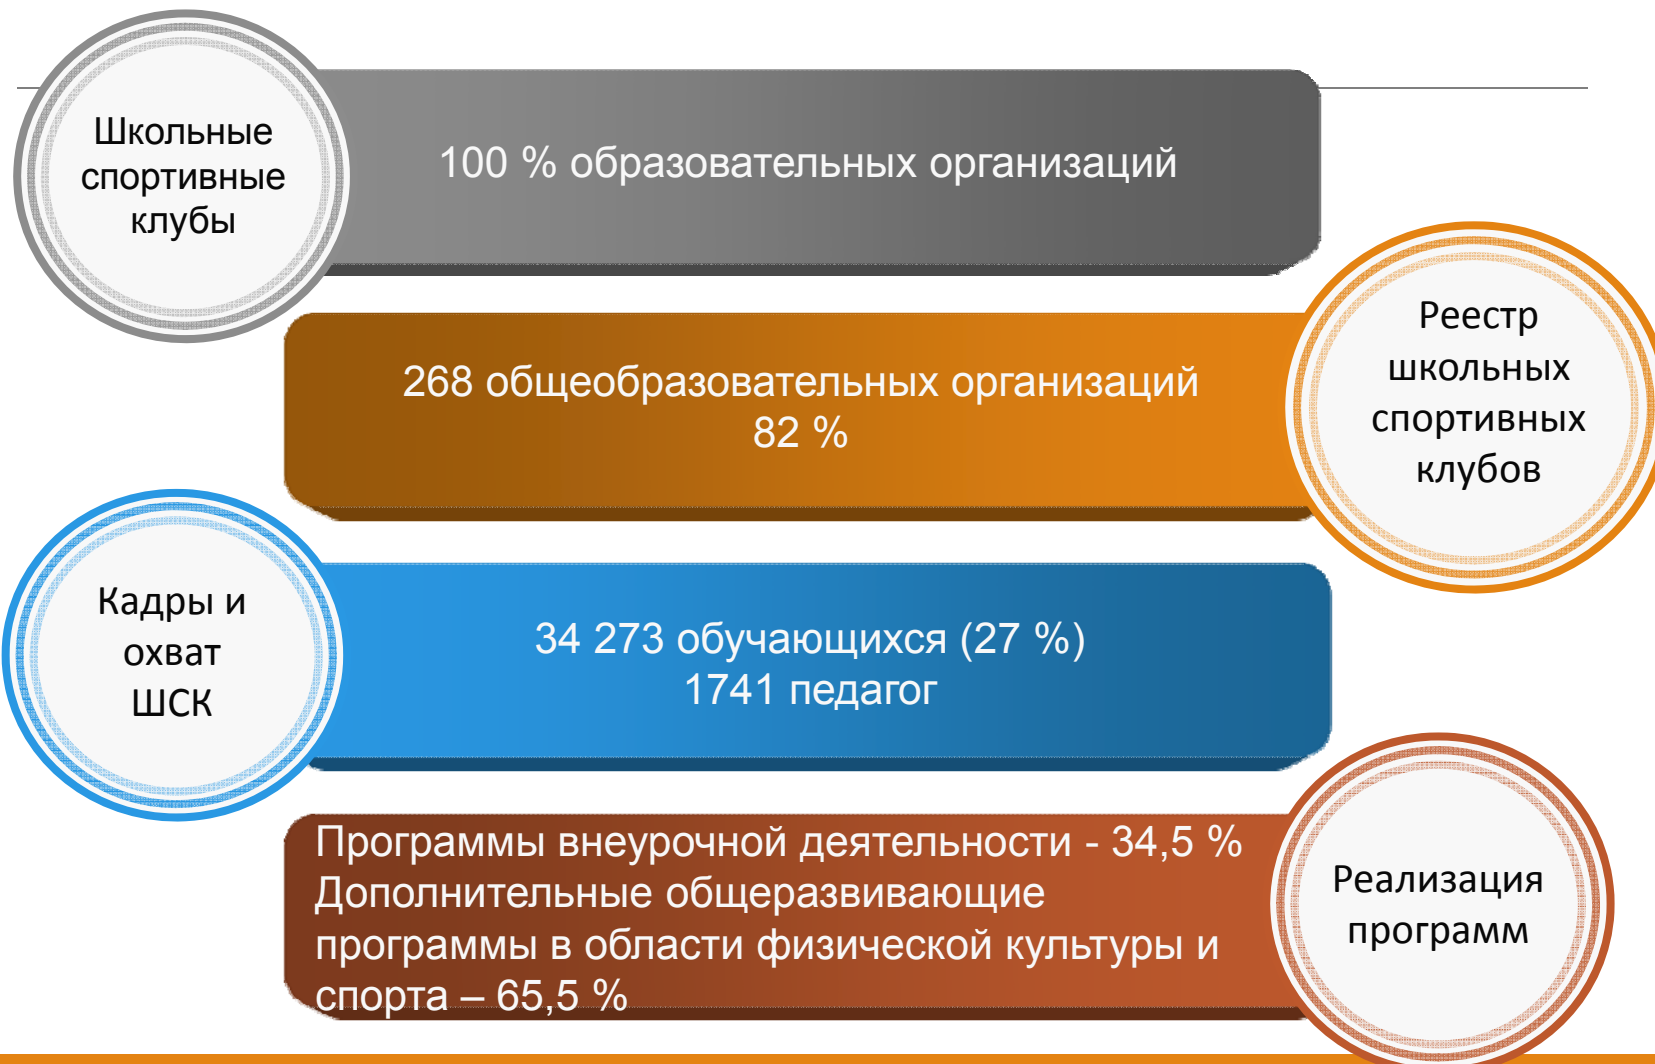 Школьные
спортивные
клубы
100 % образовательных организаций
268 общеобразовательных организаций
82 %
Реестр
школьных
спортивных
клубов
Кадры и
охват
ШСК
34 273 обучающихся (27 %)
1741 педагог
Программы внеурочной деятельности - 34,5 %
Дополнительные общеразвивающие
программы в области физической культуры и
спорта – 65,5 %
Реализация
программ